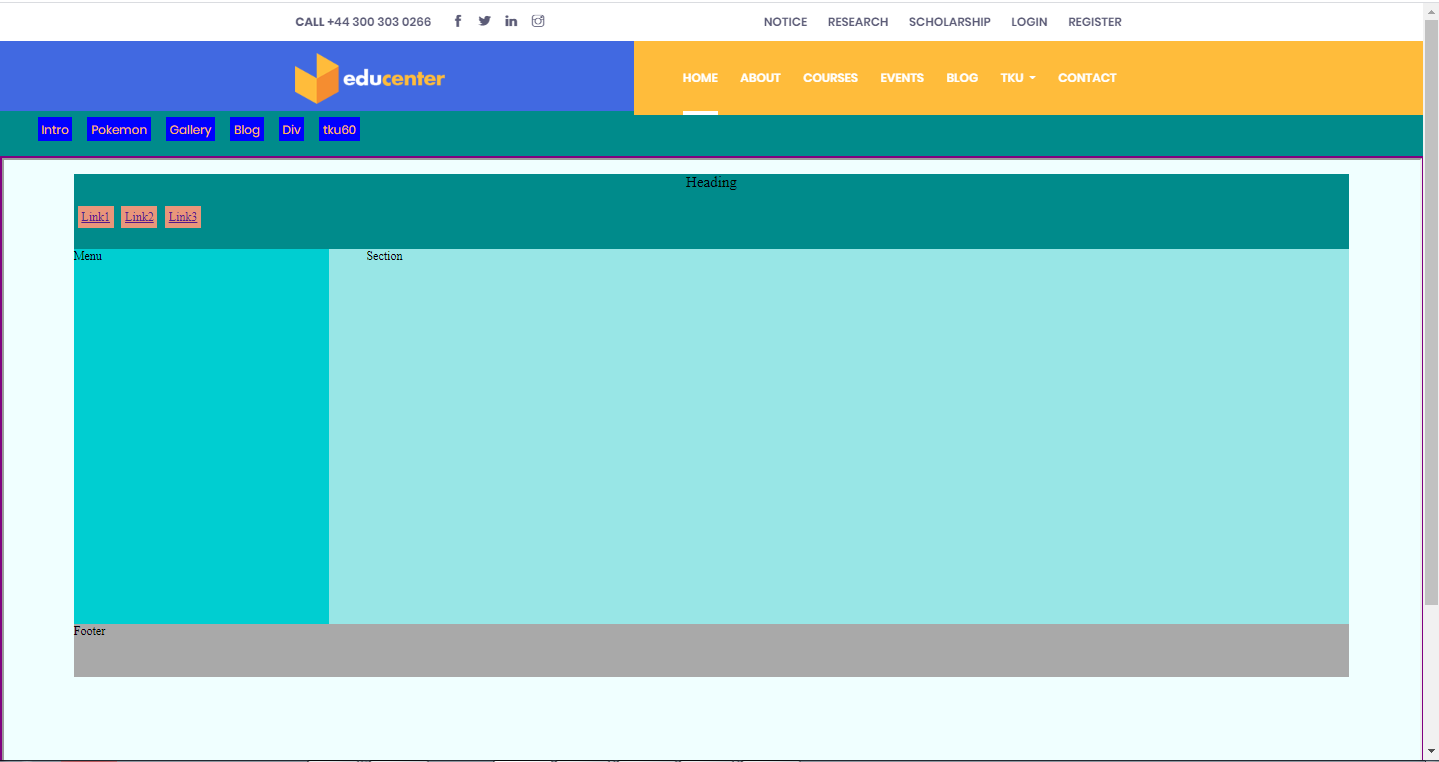 CALL +44 300 303 0266 NOTICE RESEARCH SCHOLARSHIP LOGIN REGISTER
educenter HOME ABOUT COURSES EVENTS BLOG TKU CONTACT
Intro Pokemon Gallery Blog Div tku60
Heading
Link1 Link2 Link3
Menu Section
Footer